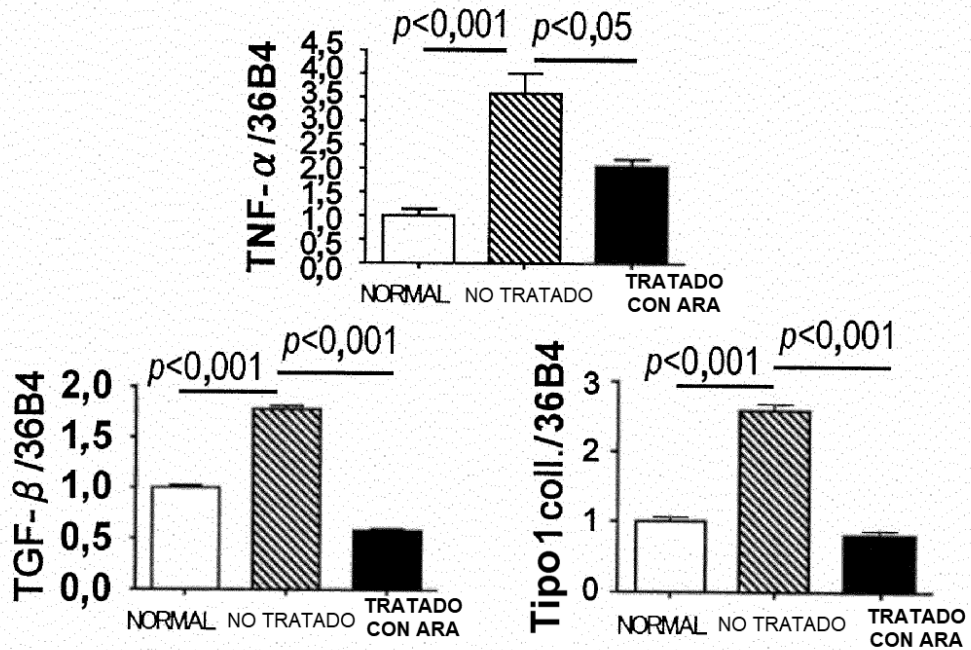 p<0,001 p<0,05
TNF-α/36B4
4,5
4,0
3,5
3,0
2,5
2,0
1,5
1,0
0,5
0,0
NORMAL NO TRATADO TRATADO
CON ARA
p<0,001 p<0,001
TGF-β/36B4
2,0
1,5
1,0
0,5
0,0
NORMAL NO TRATADO TRATADO
CON ARA
p<0,001 p<0,001
Tipo 1 coll./36B4
3
2
1
0
NORMAL NO TRATADO TRATADO
CON ARA